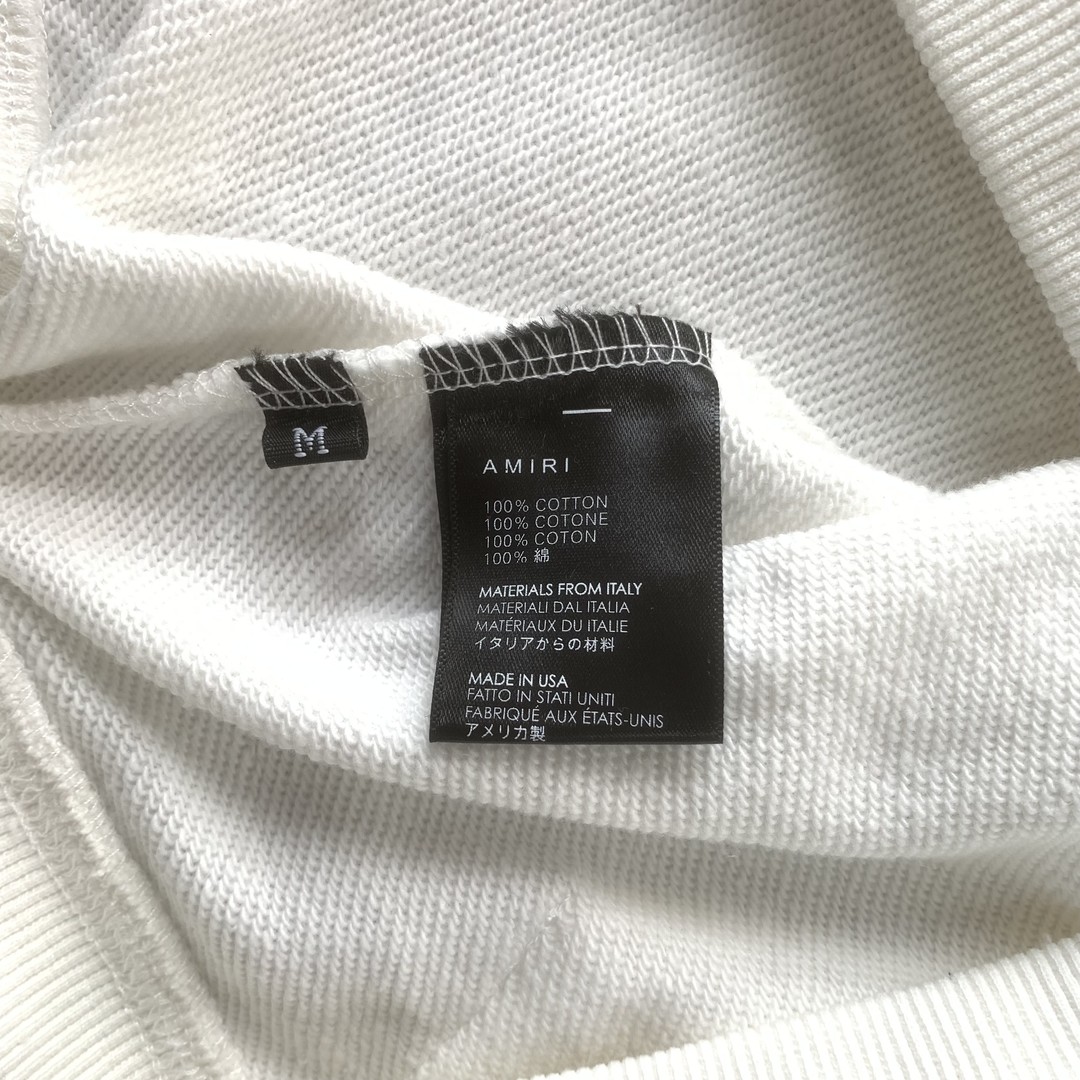 M
AMIRI
100% COTTON
100% COTONE
100% COTON
100% 綿
MATERIALS FROM ITALY
MATERIALI DAL ITALIA
MATÉRIAUX DU ITALIE
イタリアからの材料
MADE IN USA
FATTO IN STATI UNITI
FABRIQUÉ AUX ÉTATS-UNIS
アメリカ製